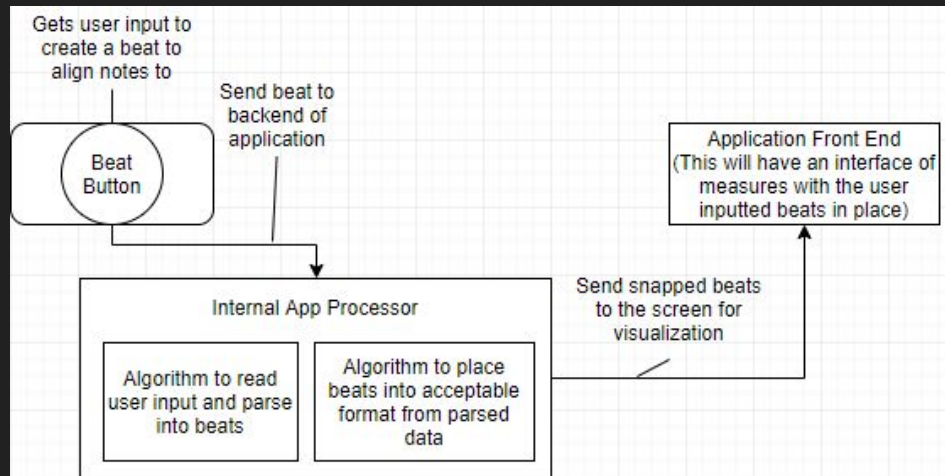 Gets user input to
create a beat to
align notes to
Send beat to
backend of
application
Beat
Button
Application Front End
(This will have an interface of
measures with the user
inputted beats in place)
Internal App Processor
Send snapped beats
to the screen for
visualization
Algorithm to read
user input and parse
into beats
Algorithm to place
beats into acceptable
format from parsed
data